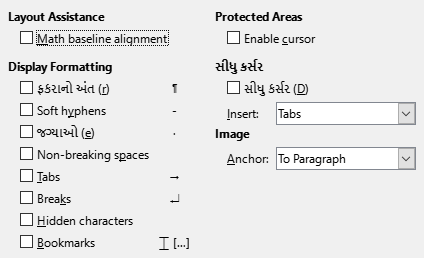 Layout Assistance
Math baseline alignment
Display Formatting
ફકરાનો અંત (r) ¶
Soft hyphens -
જગ્યાઓ (e) ·
Non-breaking spaces
Tabs →
Breaks ↵
Hidden characters
Bookmarks ⌶ [...]
Protected Areas
Enable cursor
સીધુ કર્સર
સીધુ કર્સર (D)
Insert: Tabs
Image
Anchor: To Paragraph